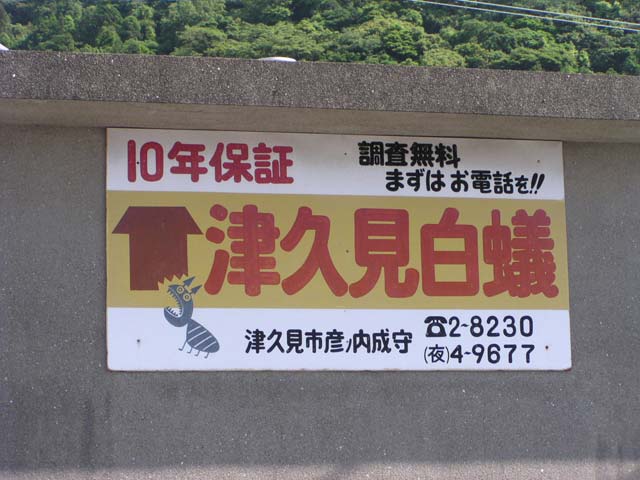 10年保証
調査無料
まずはお電話を!!
津久見白蟻
津久見市彦ノ内成守
☎2-8230
(夜)4-9677